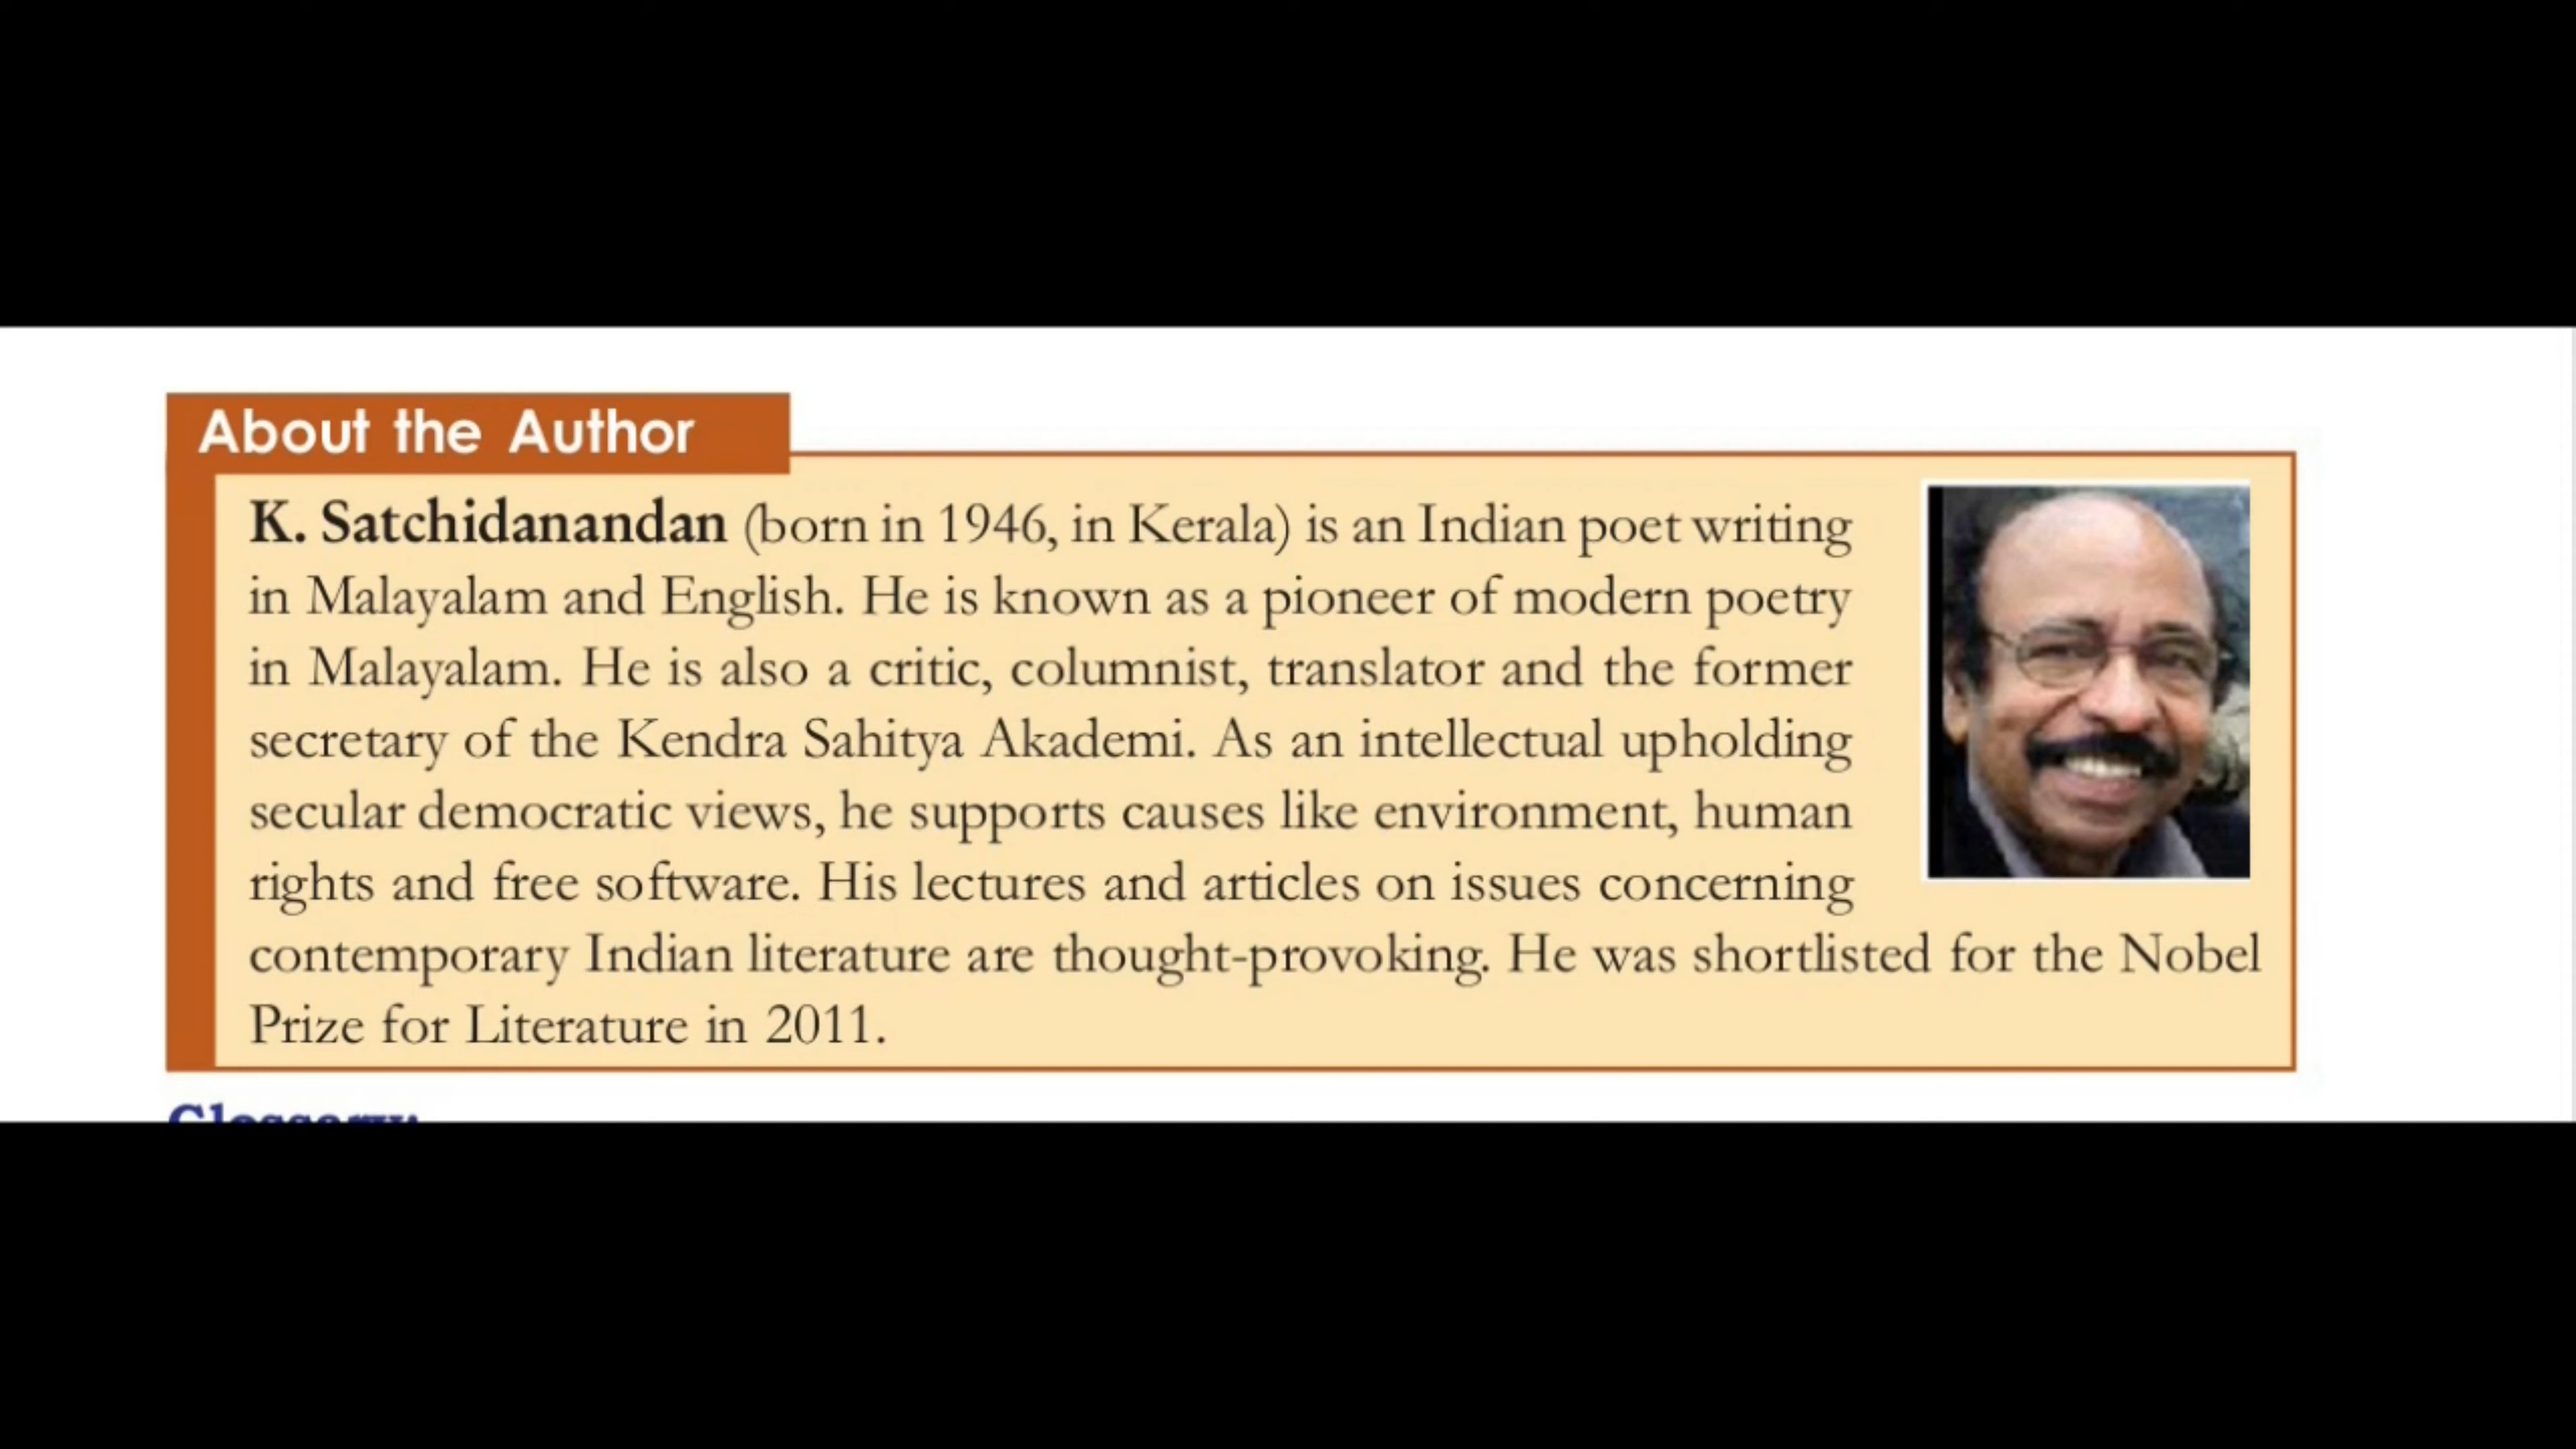 About the Author
K. Satchidanandan (born in 1946, in Kerala) is an Indian poet writing
in Malayalam and English. He is known as a pioneer of modern poetry
in Malayalam. He is also a critic, columnist, translator and the former
secretary of the Kendra Sahitya Akademi. As an intellectual upholding
secular democratic views, he supports causes like environment, human
rights and free software. His lectures and articles on issues concerning
contemporary Indian literature are thought-provoking. He was shortlisted for the Nobel
Prize for Literature in 2011.
Glossary: